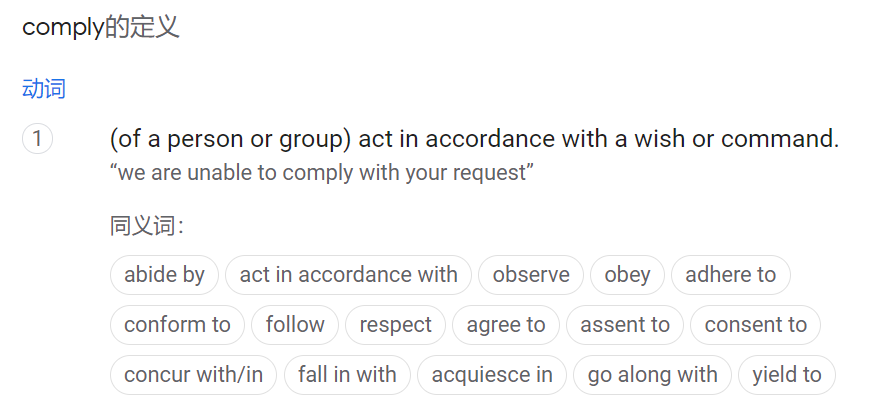 comply的定义
动词
1 (of a person or group) act in accordance with a wish or command.
“we are unable to comply with your request”
同义词：
abide by act in accordance with observe obey adhere to
conform to follow respect agree to assent to consent to
concur with/in fall in with acquiesce in go along with yield to